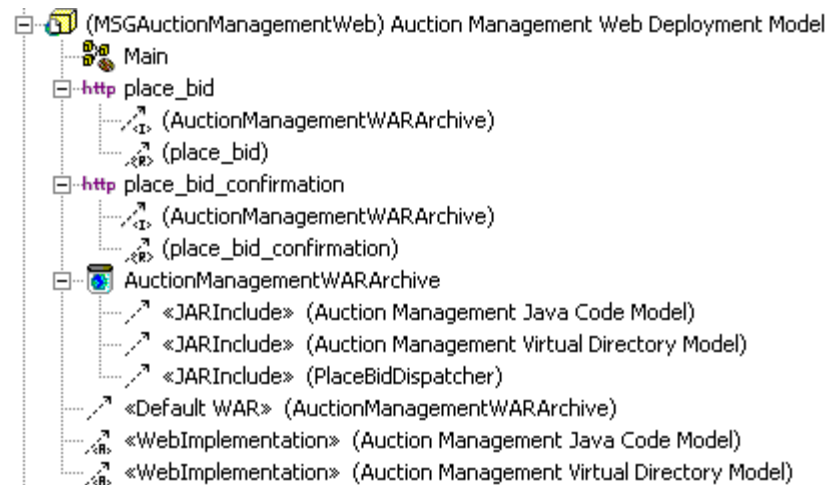 (MSGAuctionManagementWeb) Auction Management Web Deployment Model
Main
http place_bid
<I> (AuctionManagementWARArchive)
<R> (place_bid)
http place_bid_confirmation
<I> (AuctionManagementWARArchive)
<R> (place_bid_confirmation)
AuctionManagementWARArchive
«JARInclude» (Auction Management Java Code Model)
«JARInclude» (Auction Management Virtual Directory Model)
«JARInclude» (PlaceBidDispatcher)
«Default WAR» (AuctionManagementWARArchive)
<R> «WebImplementation» (Auction Management Java Code Model)
<R> «WebImplementation» (Auction Management Virtual Directory Model)